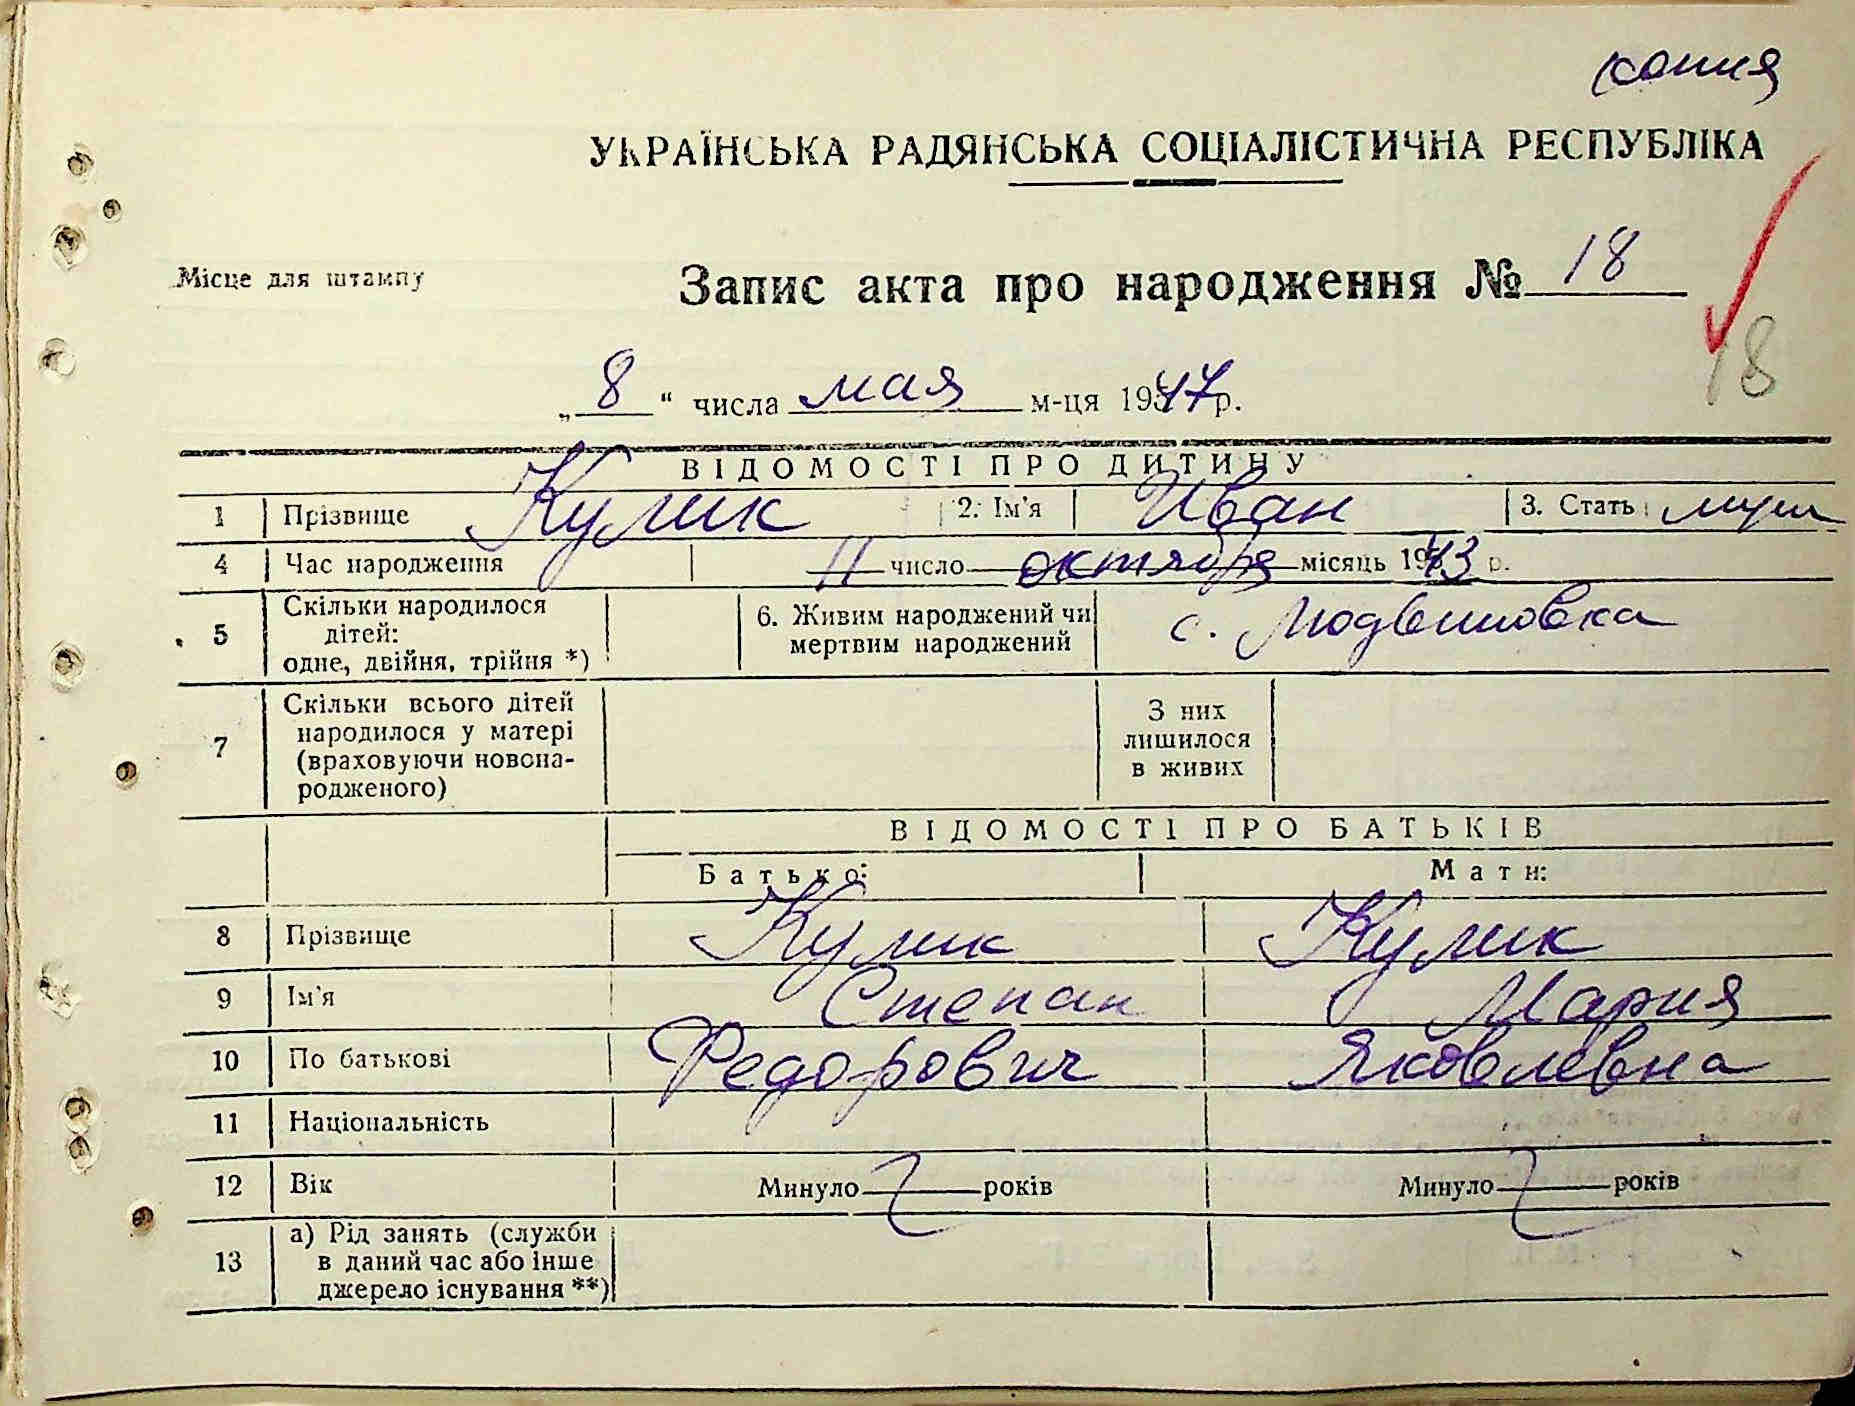 копия
УКРАЇНСЬКА РАДЯНСЬКА СОЦІАЛІСТИЧНА РЕСПУБЛІКА
Місце для штампу
Запис акта про народження № 18
18
„8“ числа мая м-ця 1947 р.
ВІДОМОСТІ ПРО ДИТИНУ
1 Прізвище Кулик 2. Ім'я Иван 3. Стать муж
4 Час народження 11 число октября місяць 1943 р.
5 Скільки народилося дітей: одне, двійня, трійня *) 6. Живим народжений чи мертвим народжений с. Людвиновка
7 Скільки всього дітей народилося у матері (враховуючи новона-родженого) З них лишилося в живих
ВІДОМОСТІ ПРО БАТЬКІВ
Батько: Мати:
8 Прізвище Кулик Кулик
9 Ім'я Степан Мария
10 По батькові Федорович Яковлевна
11 Національність
12 Вік Минуло років Минуло років
13 а) Рід занять (служби в даний час або інше джерело існування **)